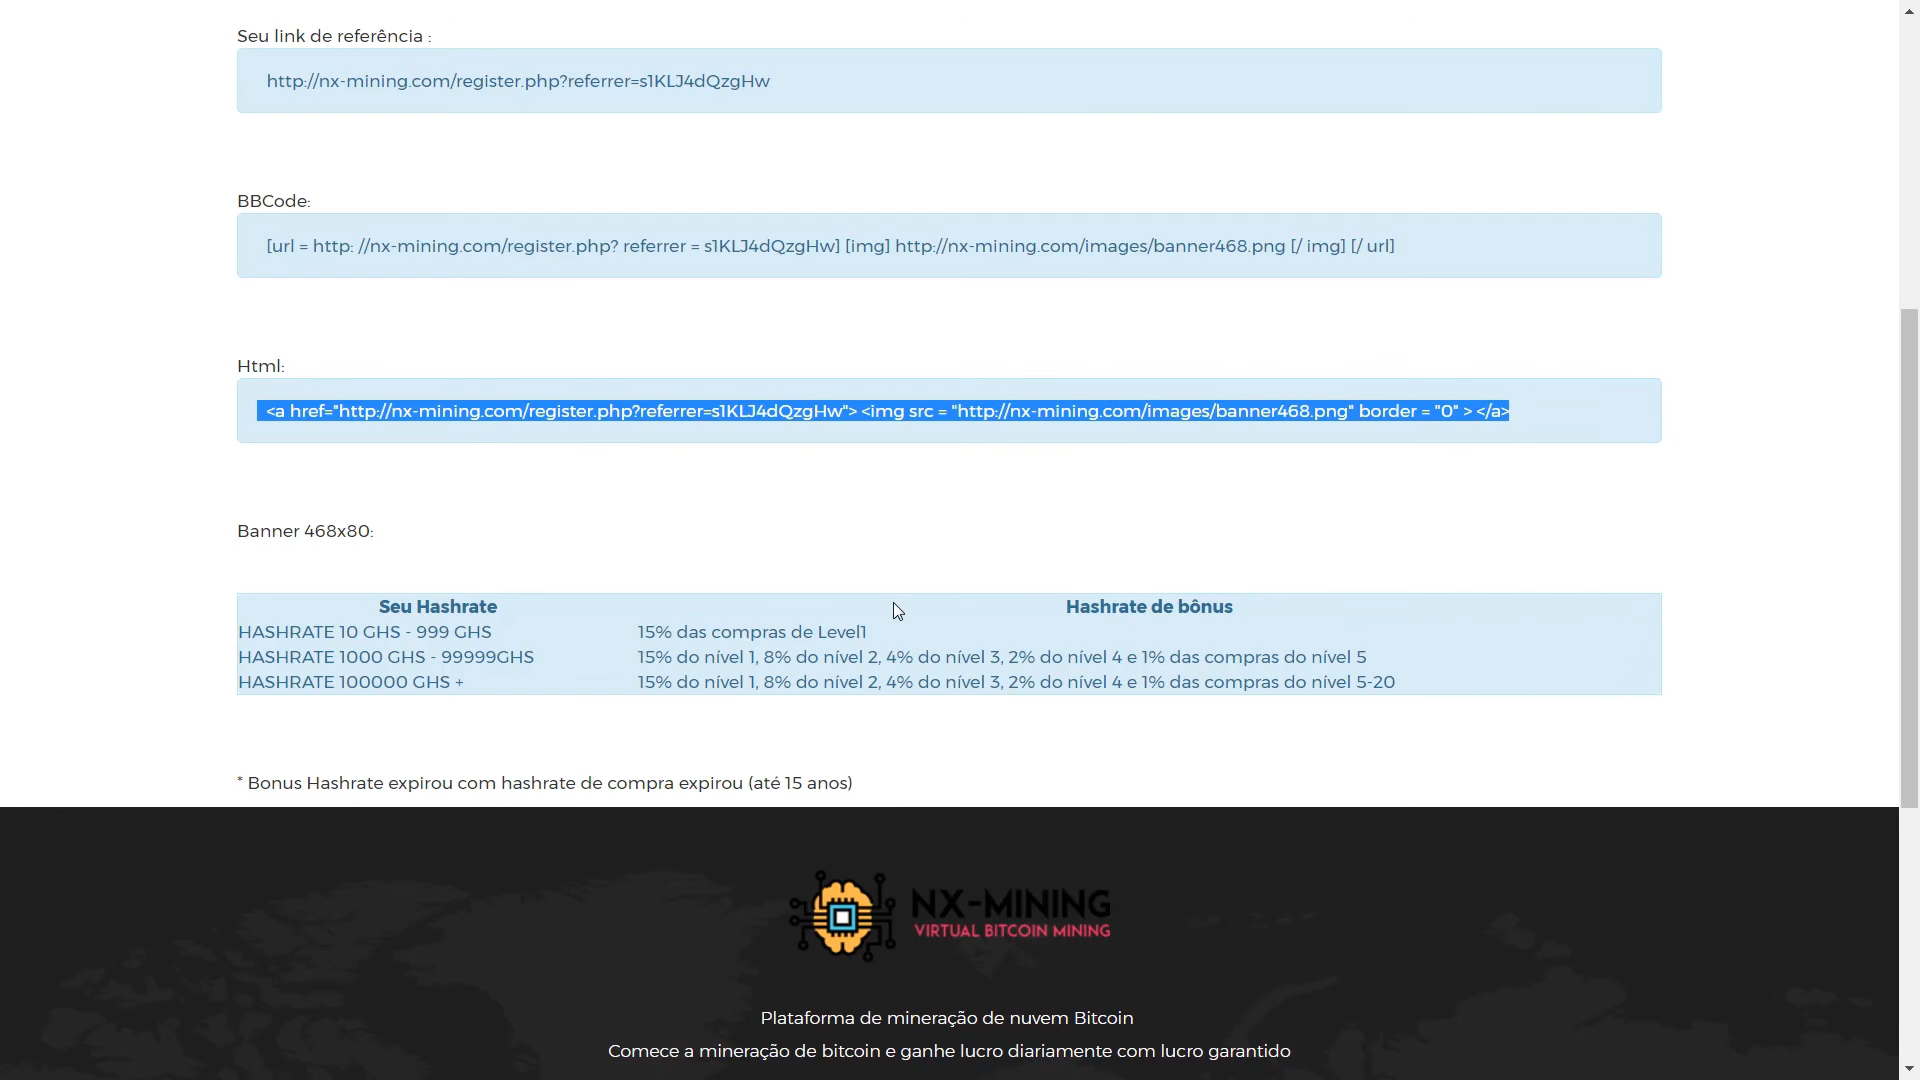 Seu link de referência :
http://nx-mining.com/register.php?referrer=s1KLJ4dQzgHw
BBCode:
[url = http: //nx-mining.com/register.php? referrer = s1KLJ4dQzgHw] [img] http://nx-mining.com/images/banner468.png [/ img] [/ url]
Html:
<a href="http://nx-mining.com/register.php?referrer=s1KLJ4dQzgHw"> <img src = "http://nx-mining.com/images/banner468.png" border = "0" > </a>
Banner 468x80:
Seu Hashrate Hashrate de bônus
HASHRATE 10 GHS - 999 GHS 15% das compras de Level1
HASHRATE 1000 GHS - 99999GHS 15% do nível 1, 8% do nível 2, 4% do nível 3, 2% do nível 4 e 1% das compras do nível 5
HASHRATE 100000 GHS + 15% do nível 1, 8% do nível 2, 4% do nível 3, 2% do nível 4 e 1% das compras do nível 5-20
* Bonus Hashrate expirou com hashrate de compra expirou (até 15 anos)
NX-MINING
VIRTUAL BITCOIN MINING
Plataforma de mineração de nuvem Bitcoin
Comece a mineração de bitcoin e ganhe lucro diariamente com lucro garantido